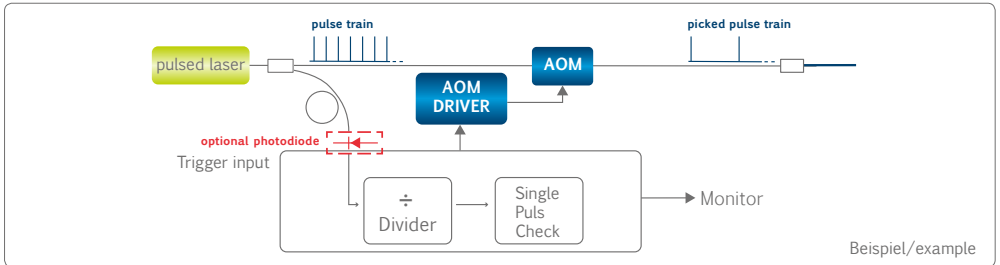 pulse train
picked pulse train
pulsed laser
AOM
AOM
DRIVER
optional photodiode
Trigger input
÷
Divider
Single
Puls
Check
Monitor
Beispiel/example